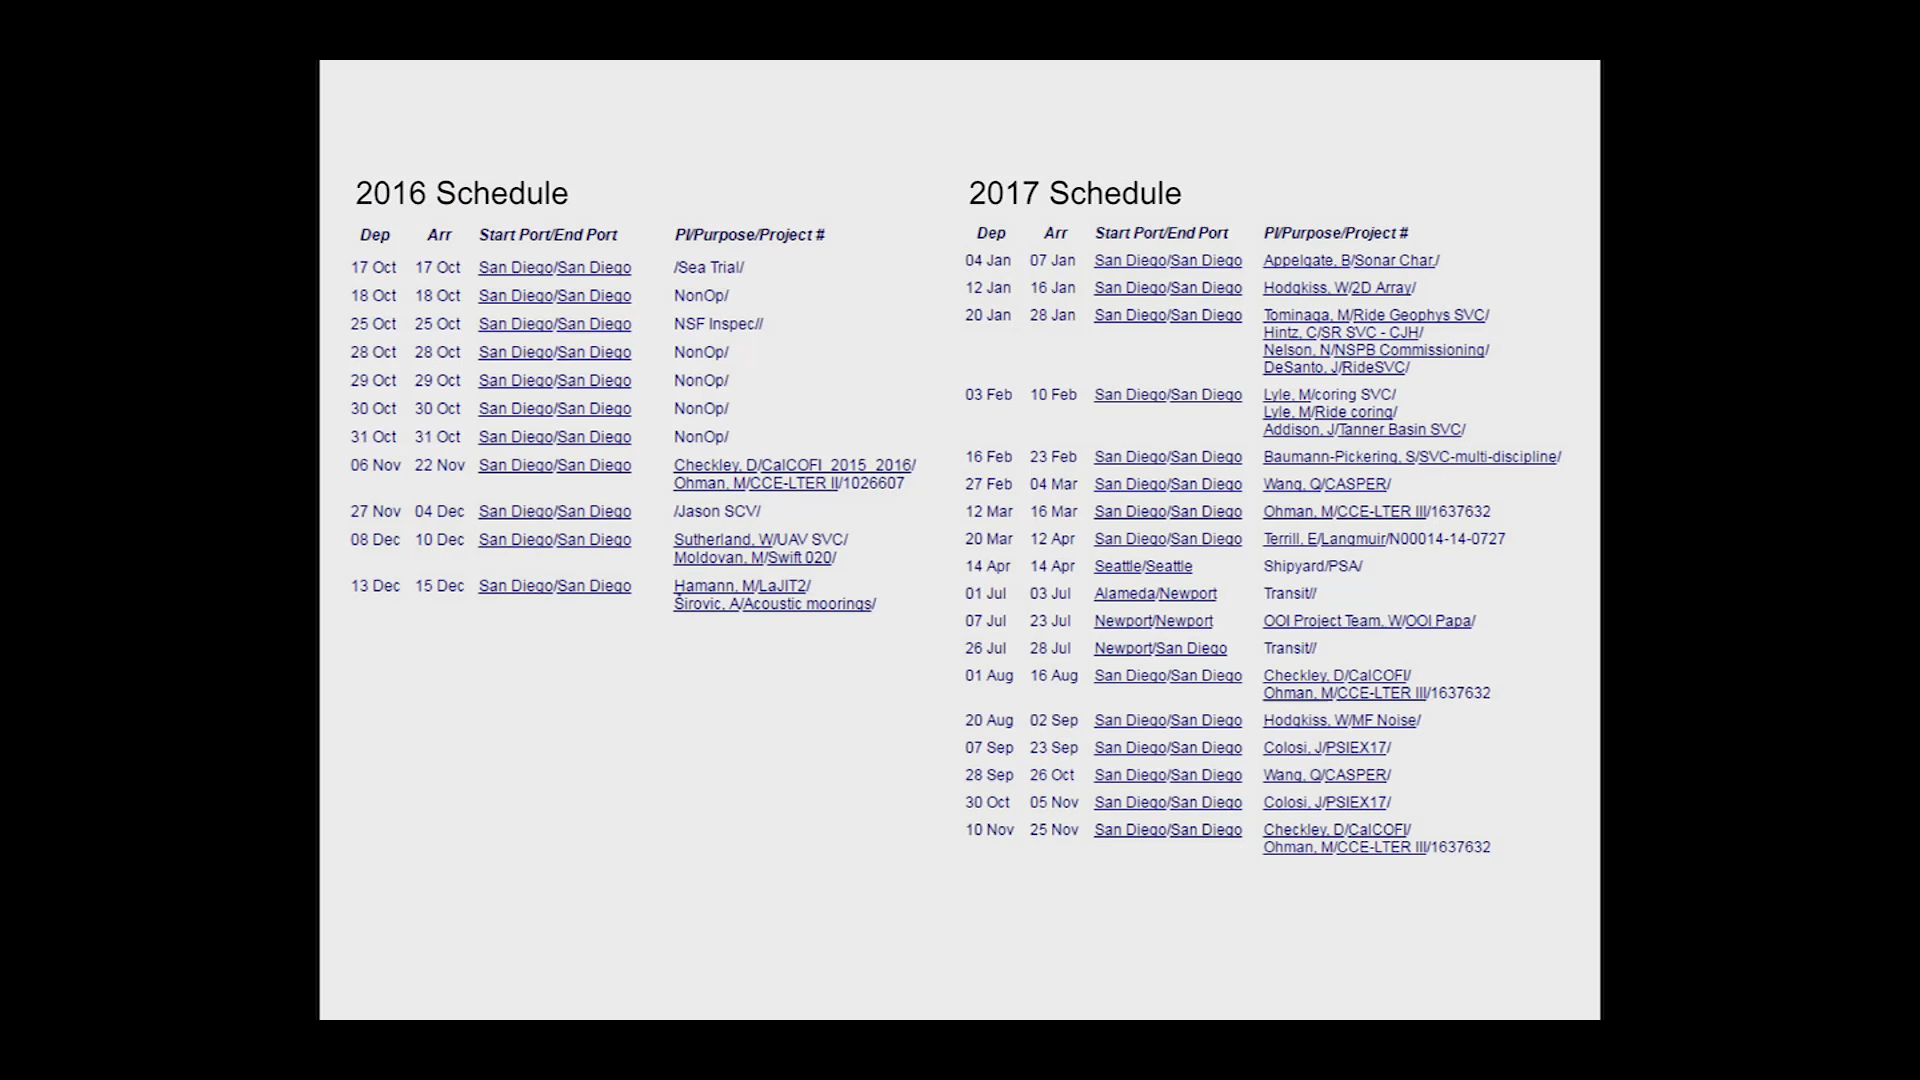 2016 Schedule
Dep Arr Start Port/End Port PI/Purpose/Project #
17 Oct 17 Oct San Diego/San Diego /Sea Trial/
18 Oct 18 Oct San Diego/San Diego NonOp/
25 Oct 25 Oct San Diego/San Diego NSF Inspec//
28 Oct 28 Oct San Diego/San Diego NonOp/
29 Oct 29 Oct San Diego/San Diego NonOp/
30 Oct 30 Oct San Diego/San Diego NonOp/
31 Oct 31 Oct San Diego/San Diego NonOp/
06 Nov 22 Nov San Diego/San Diego Checkley, D/CalCOFI_2015_2016/
Ohman, M/CCE-LTER II/1026607
27 Nov 04 Dec San Diego/San Diego /Jason SCV/
08 Dec 10 Dec San Diego/San Diego Sutherland, W/UAV SVC/
Moldovan, M/Swift 020/
13 Dec 15 Dec San Diego/San Diego Hamann, M/LaJIT2/
Širovic, A/Acoustic moorings/
2017 Schedule
Dep Arr Start Port/End Port PI/Purpose/Project #
04 Jan 07 Jan San Diego/San Diego Appelgate, B/Sonar Char./
12 Jan 16 Jan San Diego/San Diego Hodgkiss, W/2D Array/
20 Jan 28 Jan San Diego/San Diego Tominaga, M/Ride Geophys SVC/
Hintz, C/SR SVC - CJH/
Nelson, N/NSPB Commissioning/
DeSanto, J/RideSVC/
03 Feb 10 Feb San Diego/San Diego Lyle, M/coring SVC/
Lyle, M/Ride coring/
Addison, J/Tanner Basin SVC/
16 Feb 23 Feb San Diego/San Diego Baumann-Pickering, S/SVC-multi-discipline/
27 Feb 04 Mar San Diego/San Diego Wang, Q/CASPER/
12 Mar 16 Mar San Diego/San Diego Ohman, M/CCE-LTER III/1637632
20 Mar 12 Apr San Diego/San Diego Terrill, E/Langmuir/N00014-14-0727
14 Apr 14 Apr Seattle/Seattle Shipyard/PSA/
01 Jul 03 Jul Alameda/Newport Transit//
07 Jul 23 Jul Newport/Newport OOI Project Team, W/OOI Papa/
26 Jul 28 Jul Newport/San Diego Transit//
01 Aug 16 Aug San Diego/San Diego Checkley, D/CalCOFI/
Ohman, M/CCE-LTER III/1637632
20 Aug 02 Sep San Diego/San Diego Hodgkiss, W/MF Noise/
07 Sep 23 Sep San Diego/San Diego Colosi, J/PSIEX17/
28 Sep 26 Oct San Diego/San Diego Wang, Q/CASPER/
30 Oct 05 Nov San Diego/San Diego Colosi, J/PSIEX17/
10 Nov 25 Nov San Diego/San Diego Checkley, D/CalCOFI/
Ohman, M/CCE-LTER III/1637632